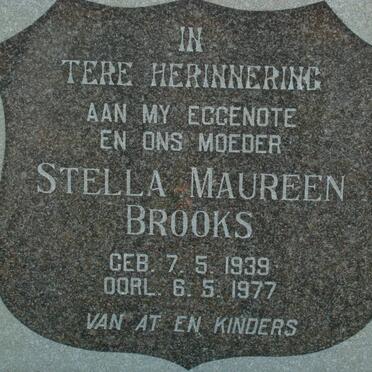 IN
TERE HERINNERING
AAN MY EGGENOTE
EN ONS MOEDER
STELLA MAUREEN
BROOKS
GEB. 7. 5. 1939
OORL. 6. 5. 1977
VAN AT EN KINDERS